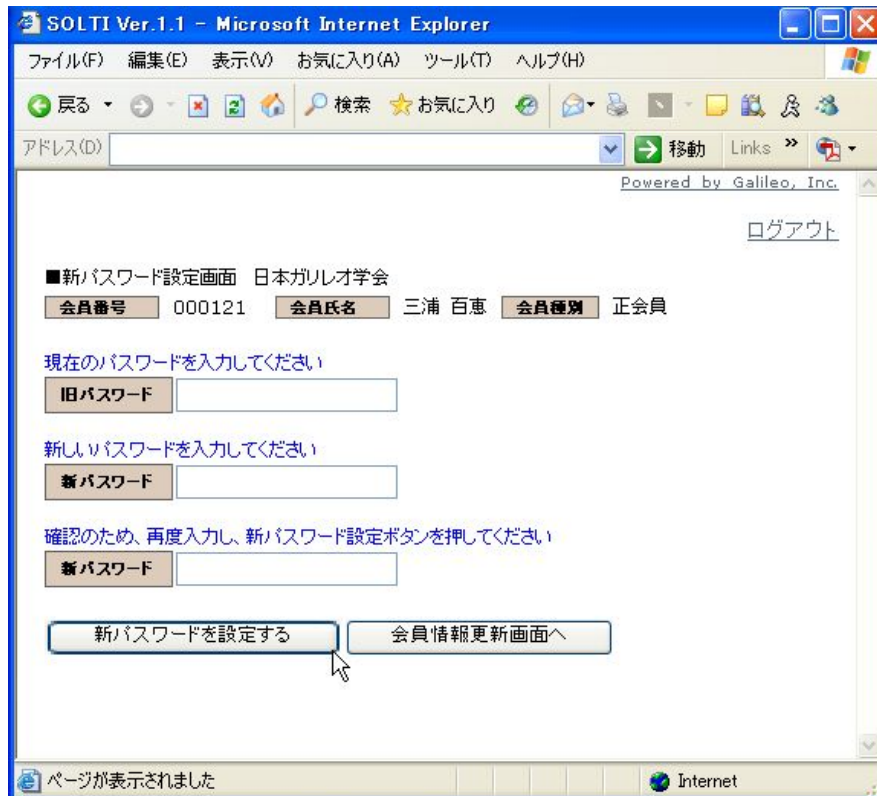 SOLTI Ver.1.1 - Microsoft Internet Explorer
ファイル(F) 編集(E) 表示(V) お気に入り(A) ツール(T) ヘルプ(H)
戻る 検索 お気に入り
アドレス(D) 移動 Links »
Powered by Galileo, Inc.
ログアウト
■新パスワード設定画面 日本ガリレオ学会
会員番号 000121 会員氏名 三浦 百恵 会員種別 正会員
現在のパスワードを入力してください
旧パスワード
新しいパスワードを入力してください
新パスワード
確認のため、再度入力し、新パスワード設定ボタンを押してください
新パスワード
新パスワードを設定する 会員情報更新画面へ
ページが表示されました Internet